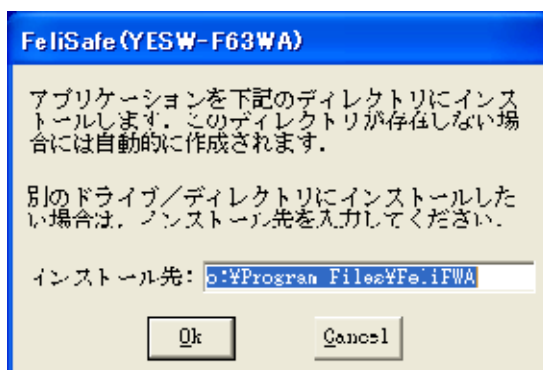 FeliSafe(YESW-F63WA)
アプリケーションを下記のディレクトリにインス
トールします. このディレクトリが存在しない場
合には自動的に作成されます.
別のドライブ/ディレクトリにインストールした
い場合は, インストール先を入力してください.
インストール先: c:¥Program Files¥FeliFWA
Ok
Cancel